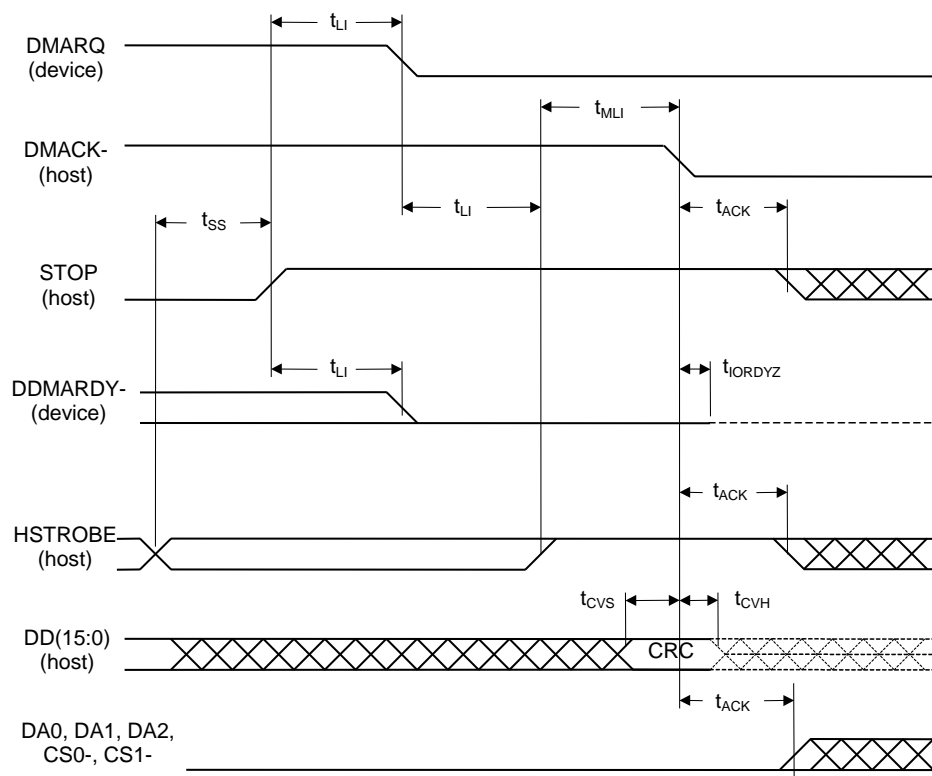 t_LI
DMARQ
(device)
t_MLI
DMACK-
(host)
t_ACK
t_LI
t_SS
STOP
(host)
t_LI
t_IORDYZ
DDMARDY-
(device)
t_ACK
HSTROBE
(host)
t_CVS
t_CVH
DD(15:0)
(host)
CRC
t_ACK
DA0, DA1, DA2,
CS0-, CS1-